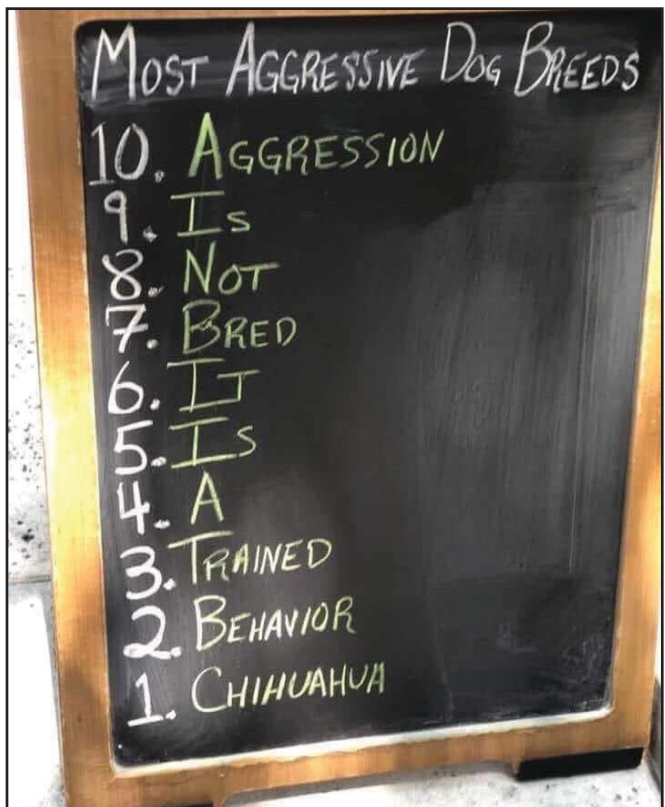 MOST AGGRESSIVE DOG BREEDS
10. AGGRESSION
9. IS
8. NOT
7. BRED
6. IT
5. IS
4. A
3. TRAINED
2. BEHAVIOR
1. CHIHUAHUA